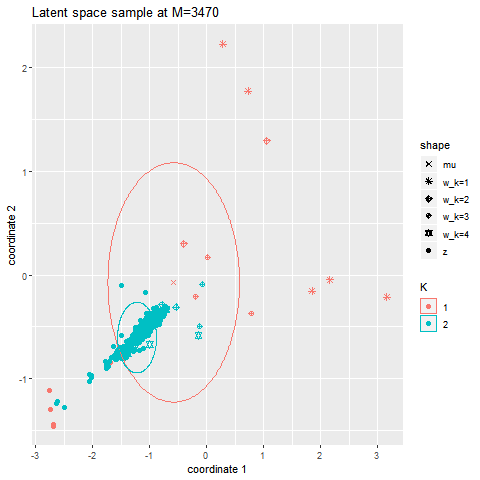 Latent space sample at M=3470
2
1
0
-1
-3
-2
-1
0
1
2
3
coordinate 1
coordinate 2
shape
mu
w_k=1
w_k=2
w_k=3
w_k=4
z
K
1
2